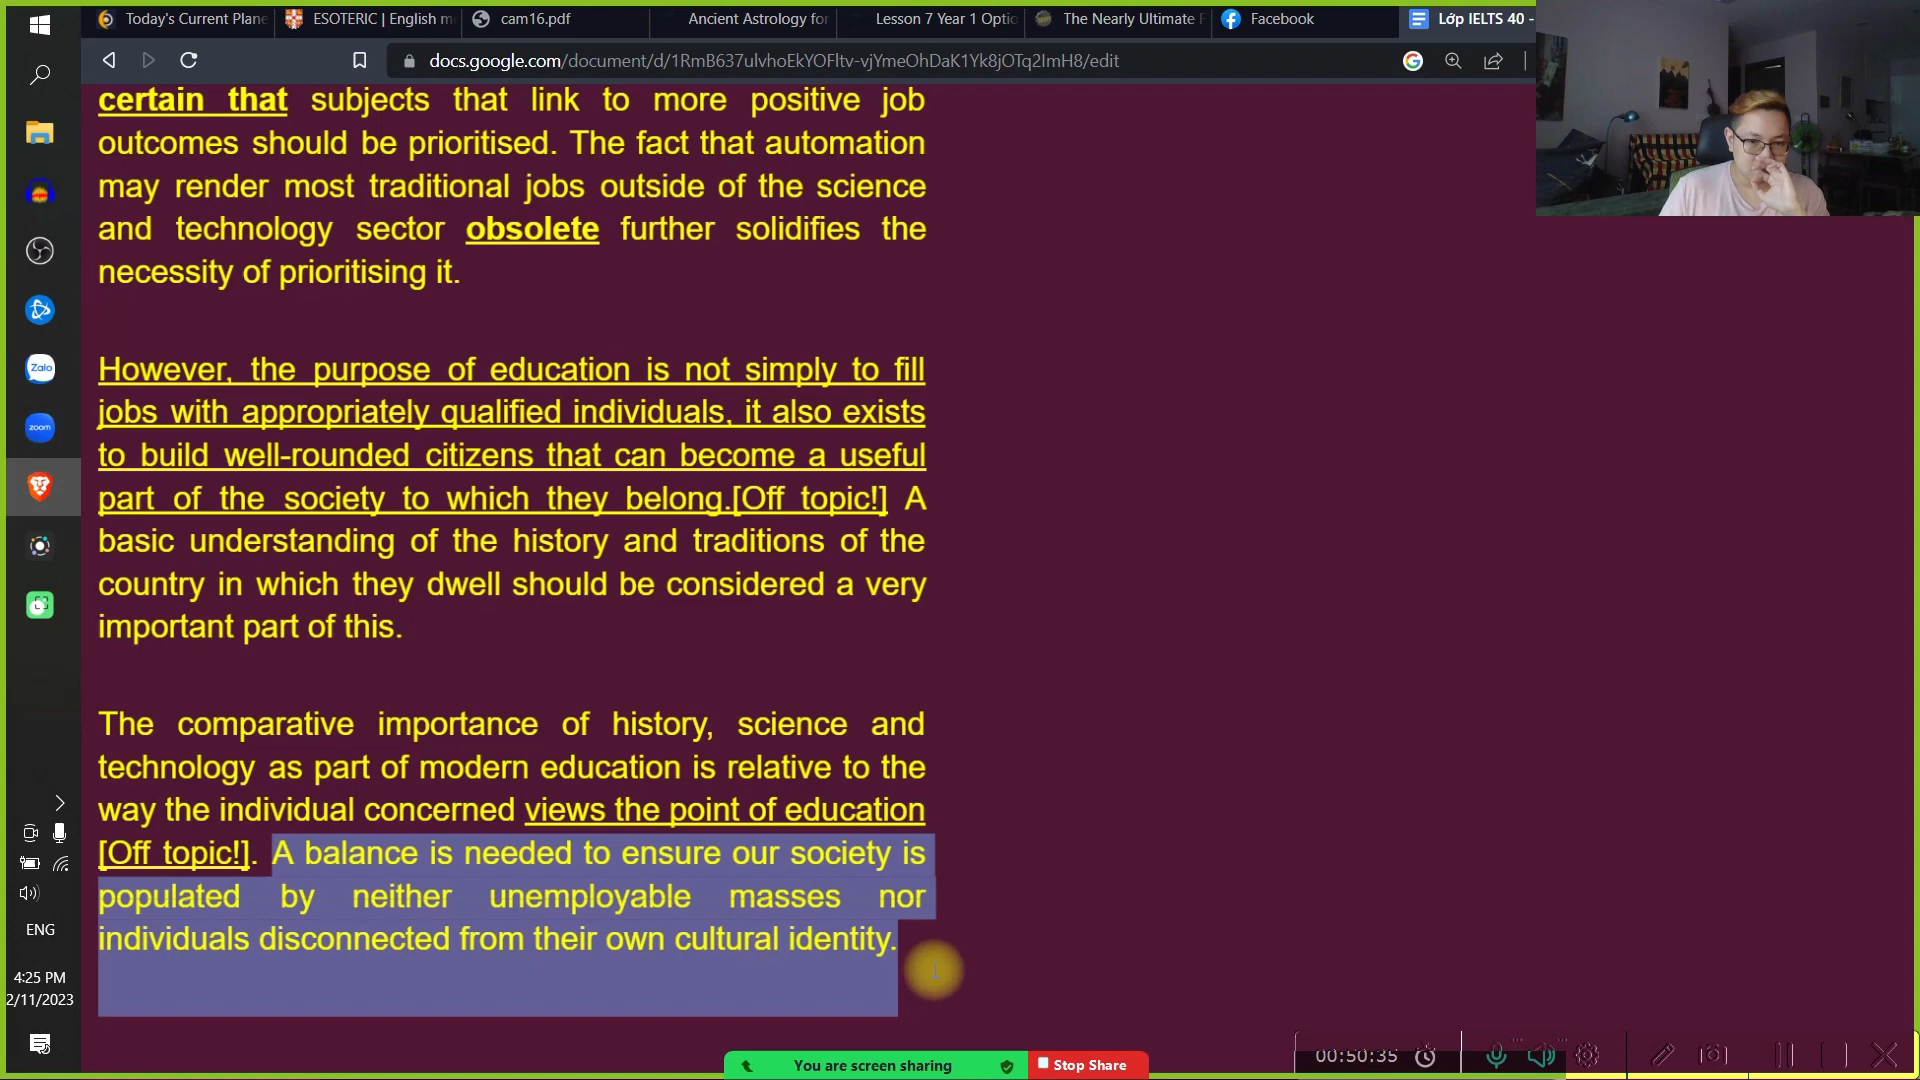 Today's Current Plane
ESOTERIC | English m
cam16.pdf
Ancient Astrology for
Lesson 7 Year 1 Optio
The Nearly Ultimate F
Facebook
Lớp IELTS 40 -
docs.google.com/document/d/1RmB637ulvhoEkYOFltv-vjYmeOhDaK1Yk8jOTq2ImH8/edit
certain that subjects that link to more positive job
outcomes should be prioritised. The fact that automation
may render most traditional jobs outside of the science
and technology sector obsolete further solidifies the
necessity of prioritising it.
However, the purpose of education is not simply to fill
jobs with appropriately qualified individuals, it also exists
to build well-rounded citizens that can become a useful
part of the society to which they belong.[Off topic!] A
basic understanding of the history and traditions of the
country in which they dwell should be considered a very
important part of this.
The comparative importance of history, science and
technology as part of modern education is relative to the
way the individual concerned views the point of education
[Off topic!]. A balance is needed to ensure our society is
populated by neither unemployable masses nor
individuals disconnected from their own cultural identity.
Zalo
zoom
ENG
4:25 PM
2/11/2023
You are screen sharing
Stop Share
00:50:35